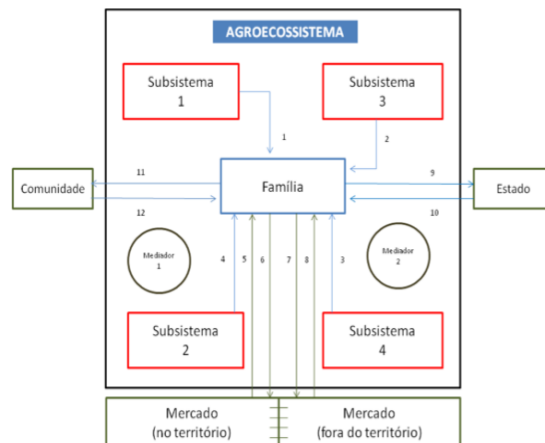 AGROECOSSISTEMA
Subsistema
1
Subsistema
3
1
2
Comunidade
11
12
Família
9
10
Estado
Mediador
1
4
5
6
7
8
3
Mediador
2
Subsistema
2
Subsistema
4
Mercado
(no território)
Mercado
(fora do território)